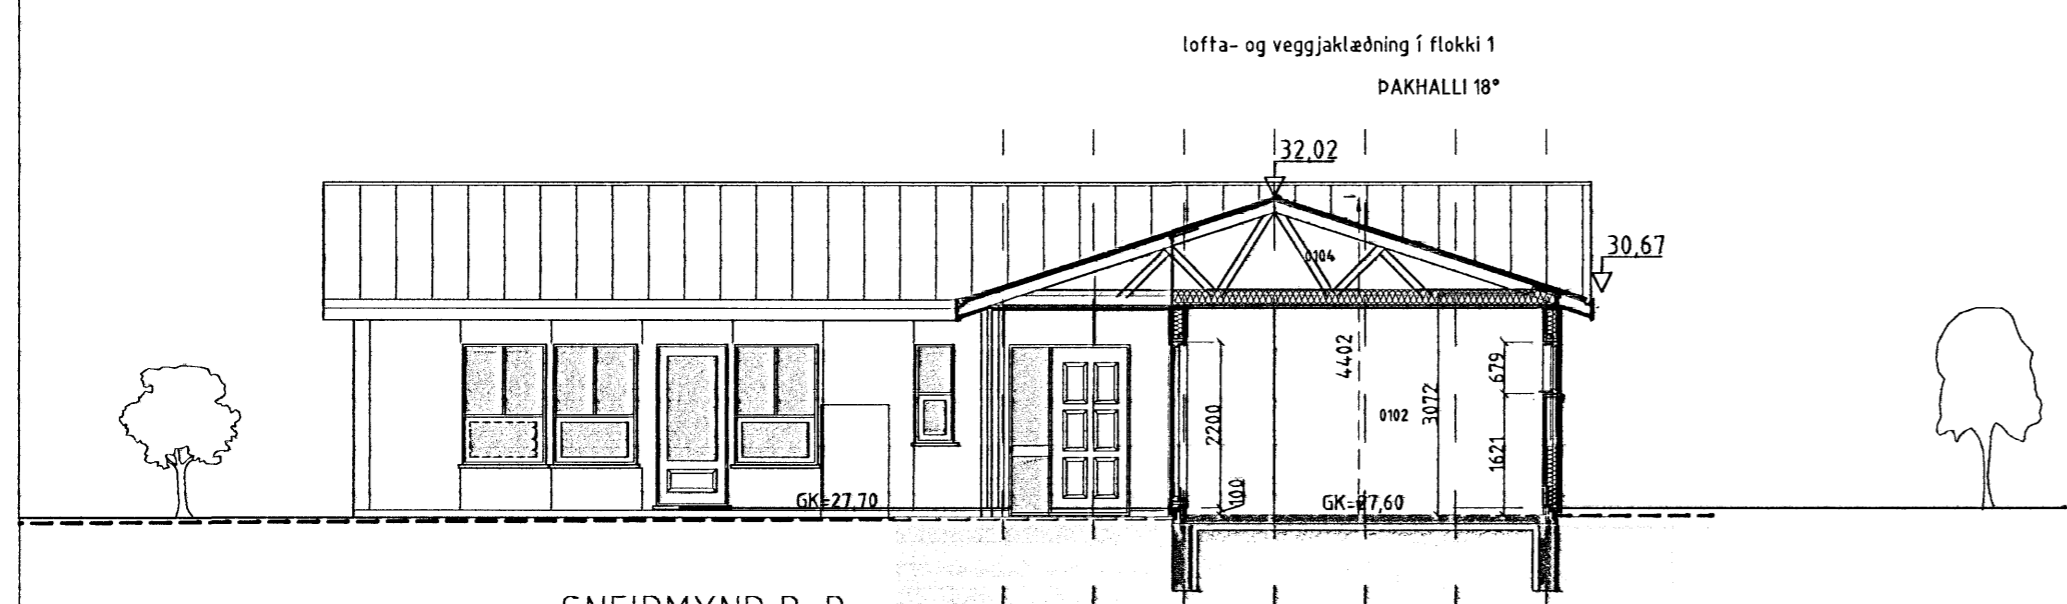 lofta- og veggjaklæðning í flokki 1
ÞAKHALLI 18°
32,02
30,67
0104
4402
679
3072
0102
2200
1621
100
GK=27,70
GK=27,60
SNEIÐMYND B-B